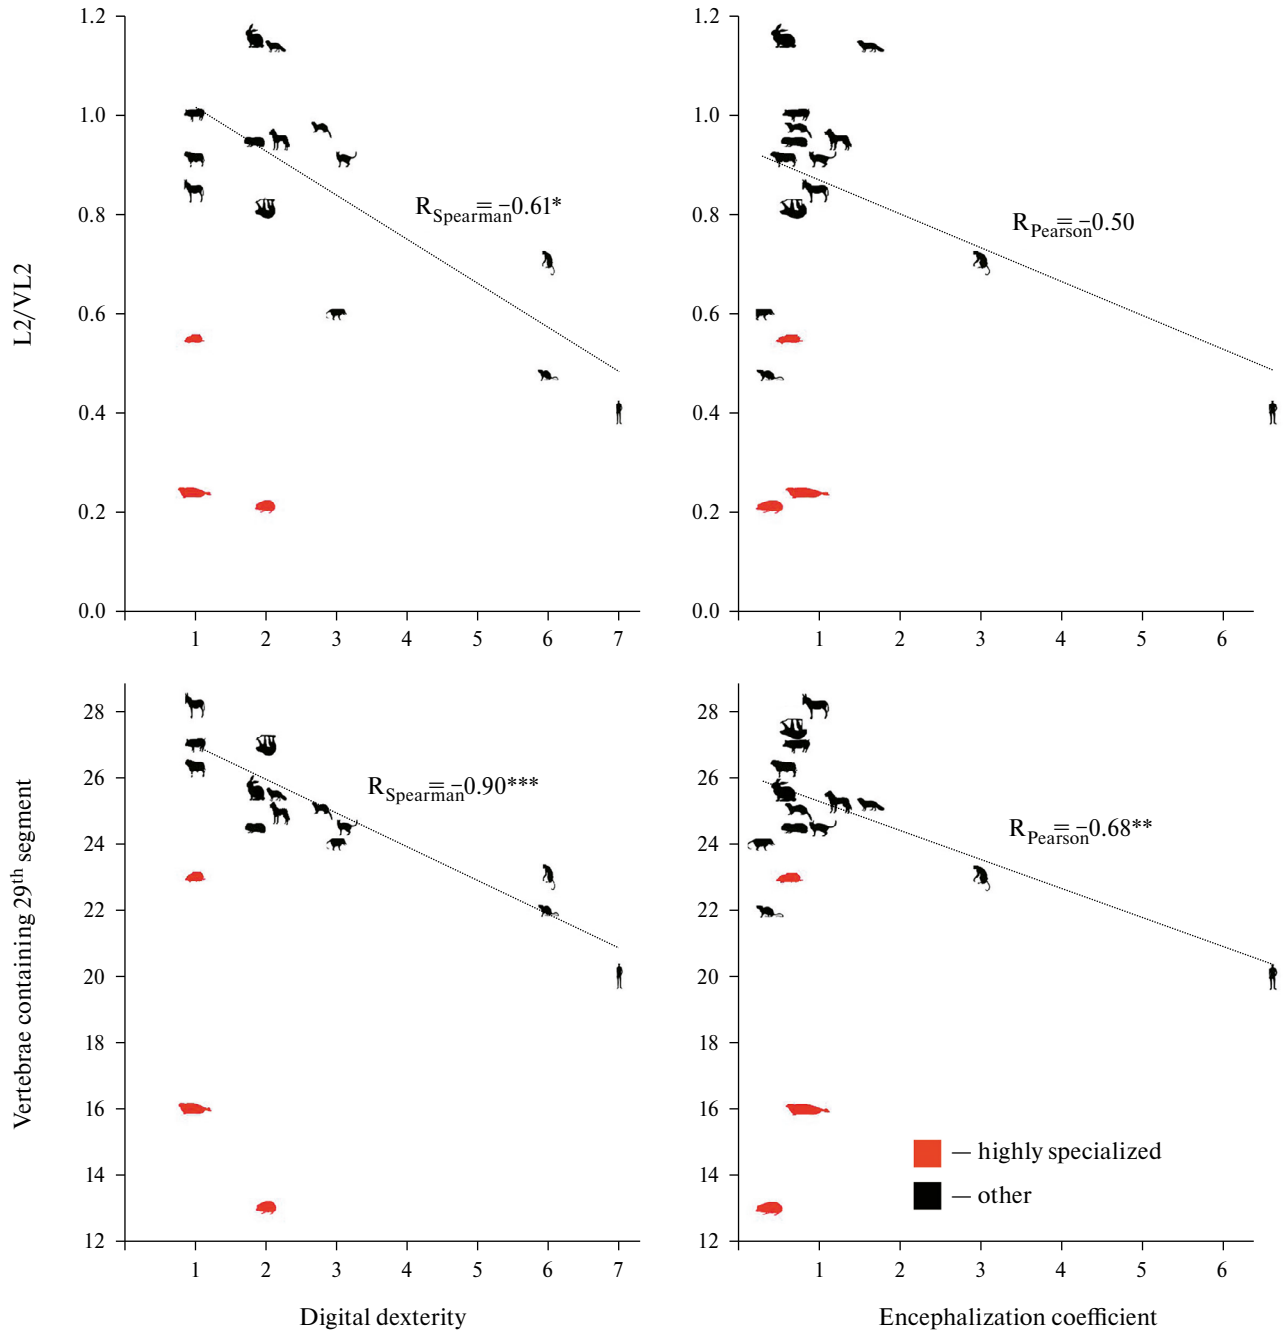 1.2
1.0
0.8
0.6
0.4
0.2
0.0
L2/VL2
R_Spearman = −0.61*
1 2 3 4 5 6 7
1.2
1.0
0.8
0.6
0.4
0.2
0.0
R_Pearson = −0.50
1 2 3 4 5 6
28
26
24
22
20
18
16
14
12
Vertebrae containing 29th segment
R_Spearman = −0.90***
1 2 3 4 5 6 7
Digital dexterity
28
26
24
22
20
18
16
14
12
R_Pearson = −0.68**
— highly specialized
— other
1 2 3 4 5 6
Encephalization coefficient